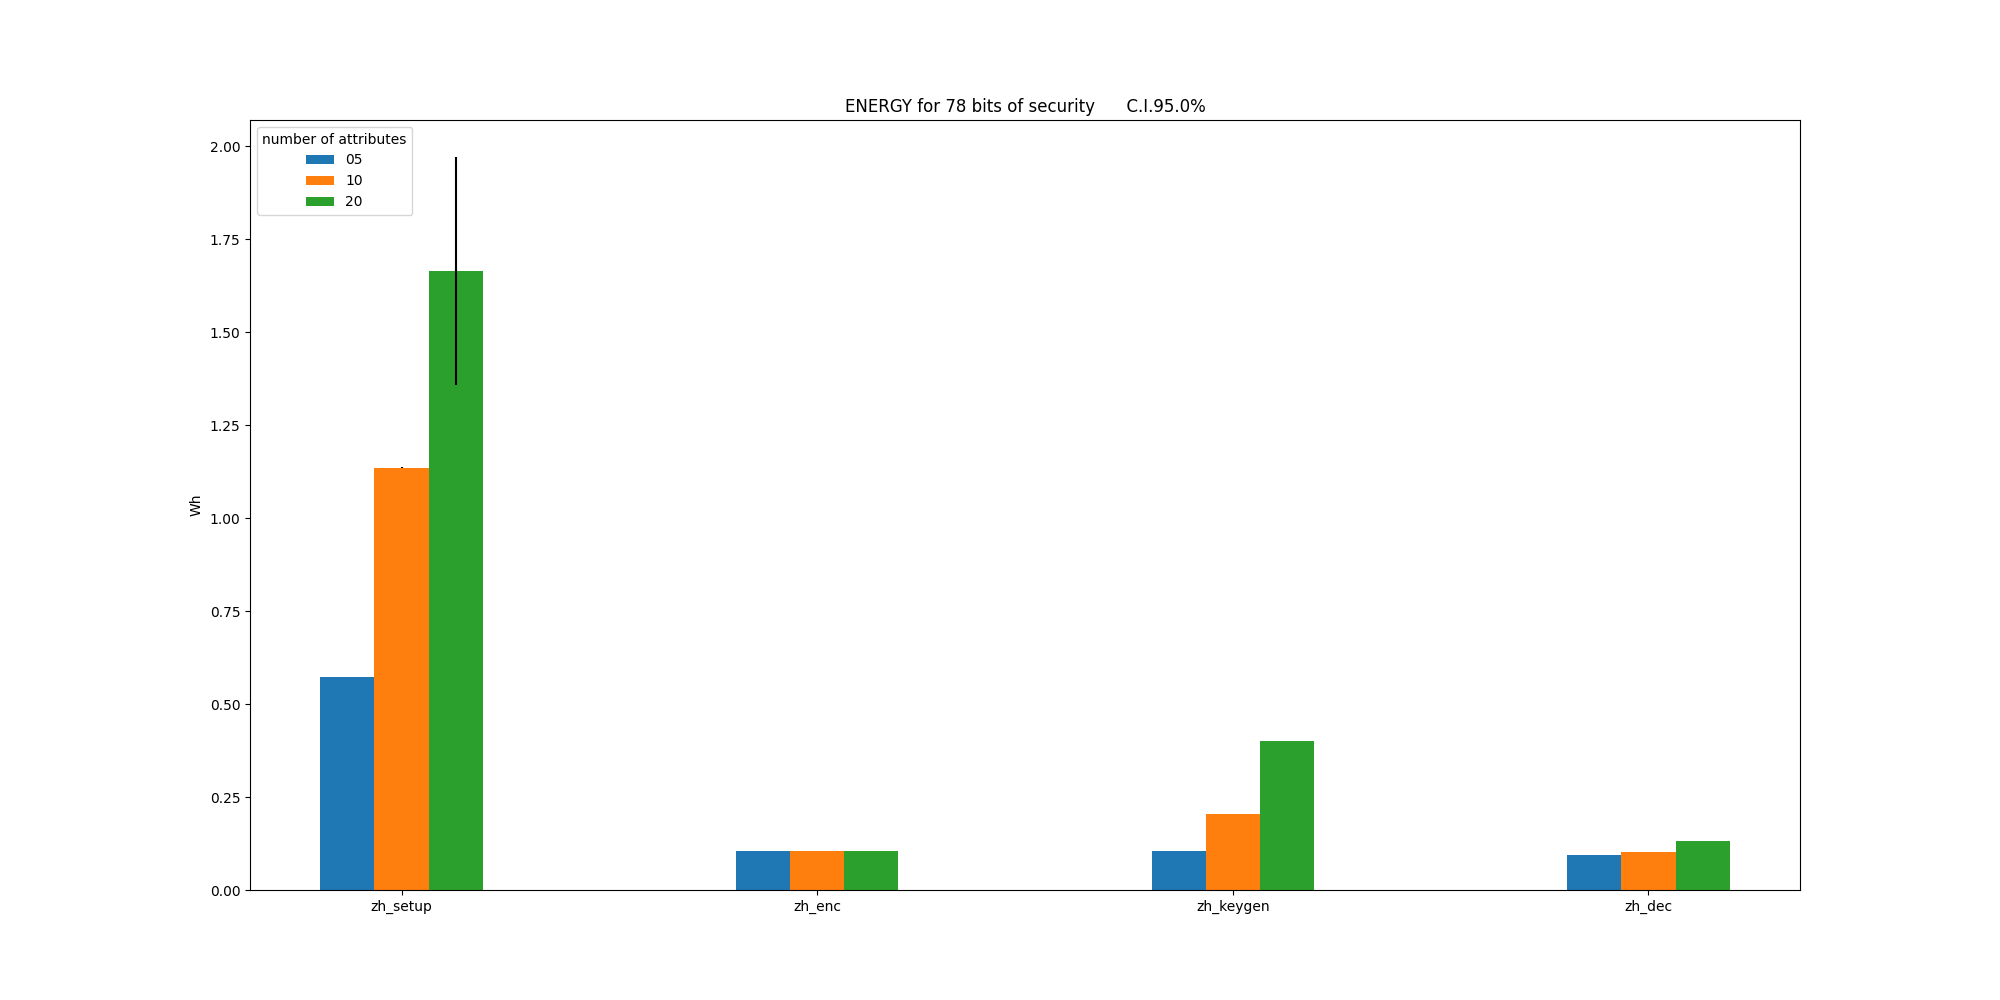 ENERGY for 78 bits of security      C.I.95.0%
number of attributes
05
10
20
2.00
1.75
1.50
1.25
1.00
0.75
0.50
0.25
0.00
Wh
zh_setup
zh_enc
zh_keygen
zh_dec